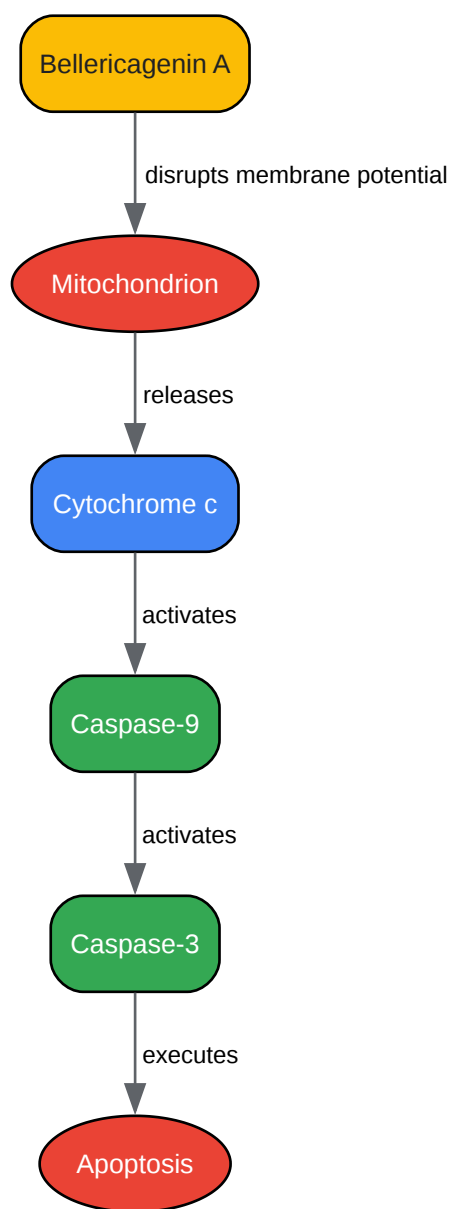 Bellericagenin A
disrupts membrane potential
Mitochondrion
releases
Cytochrome c
activates
Caspase-9
activates
Caspase-3
executes
Apoptosis